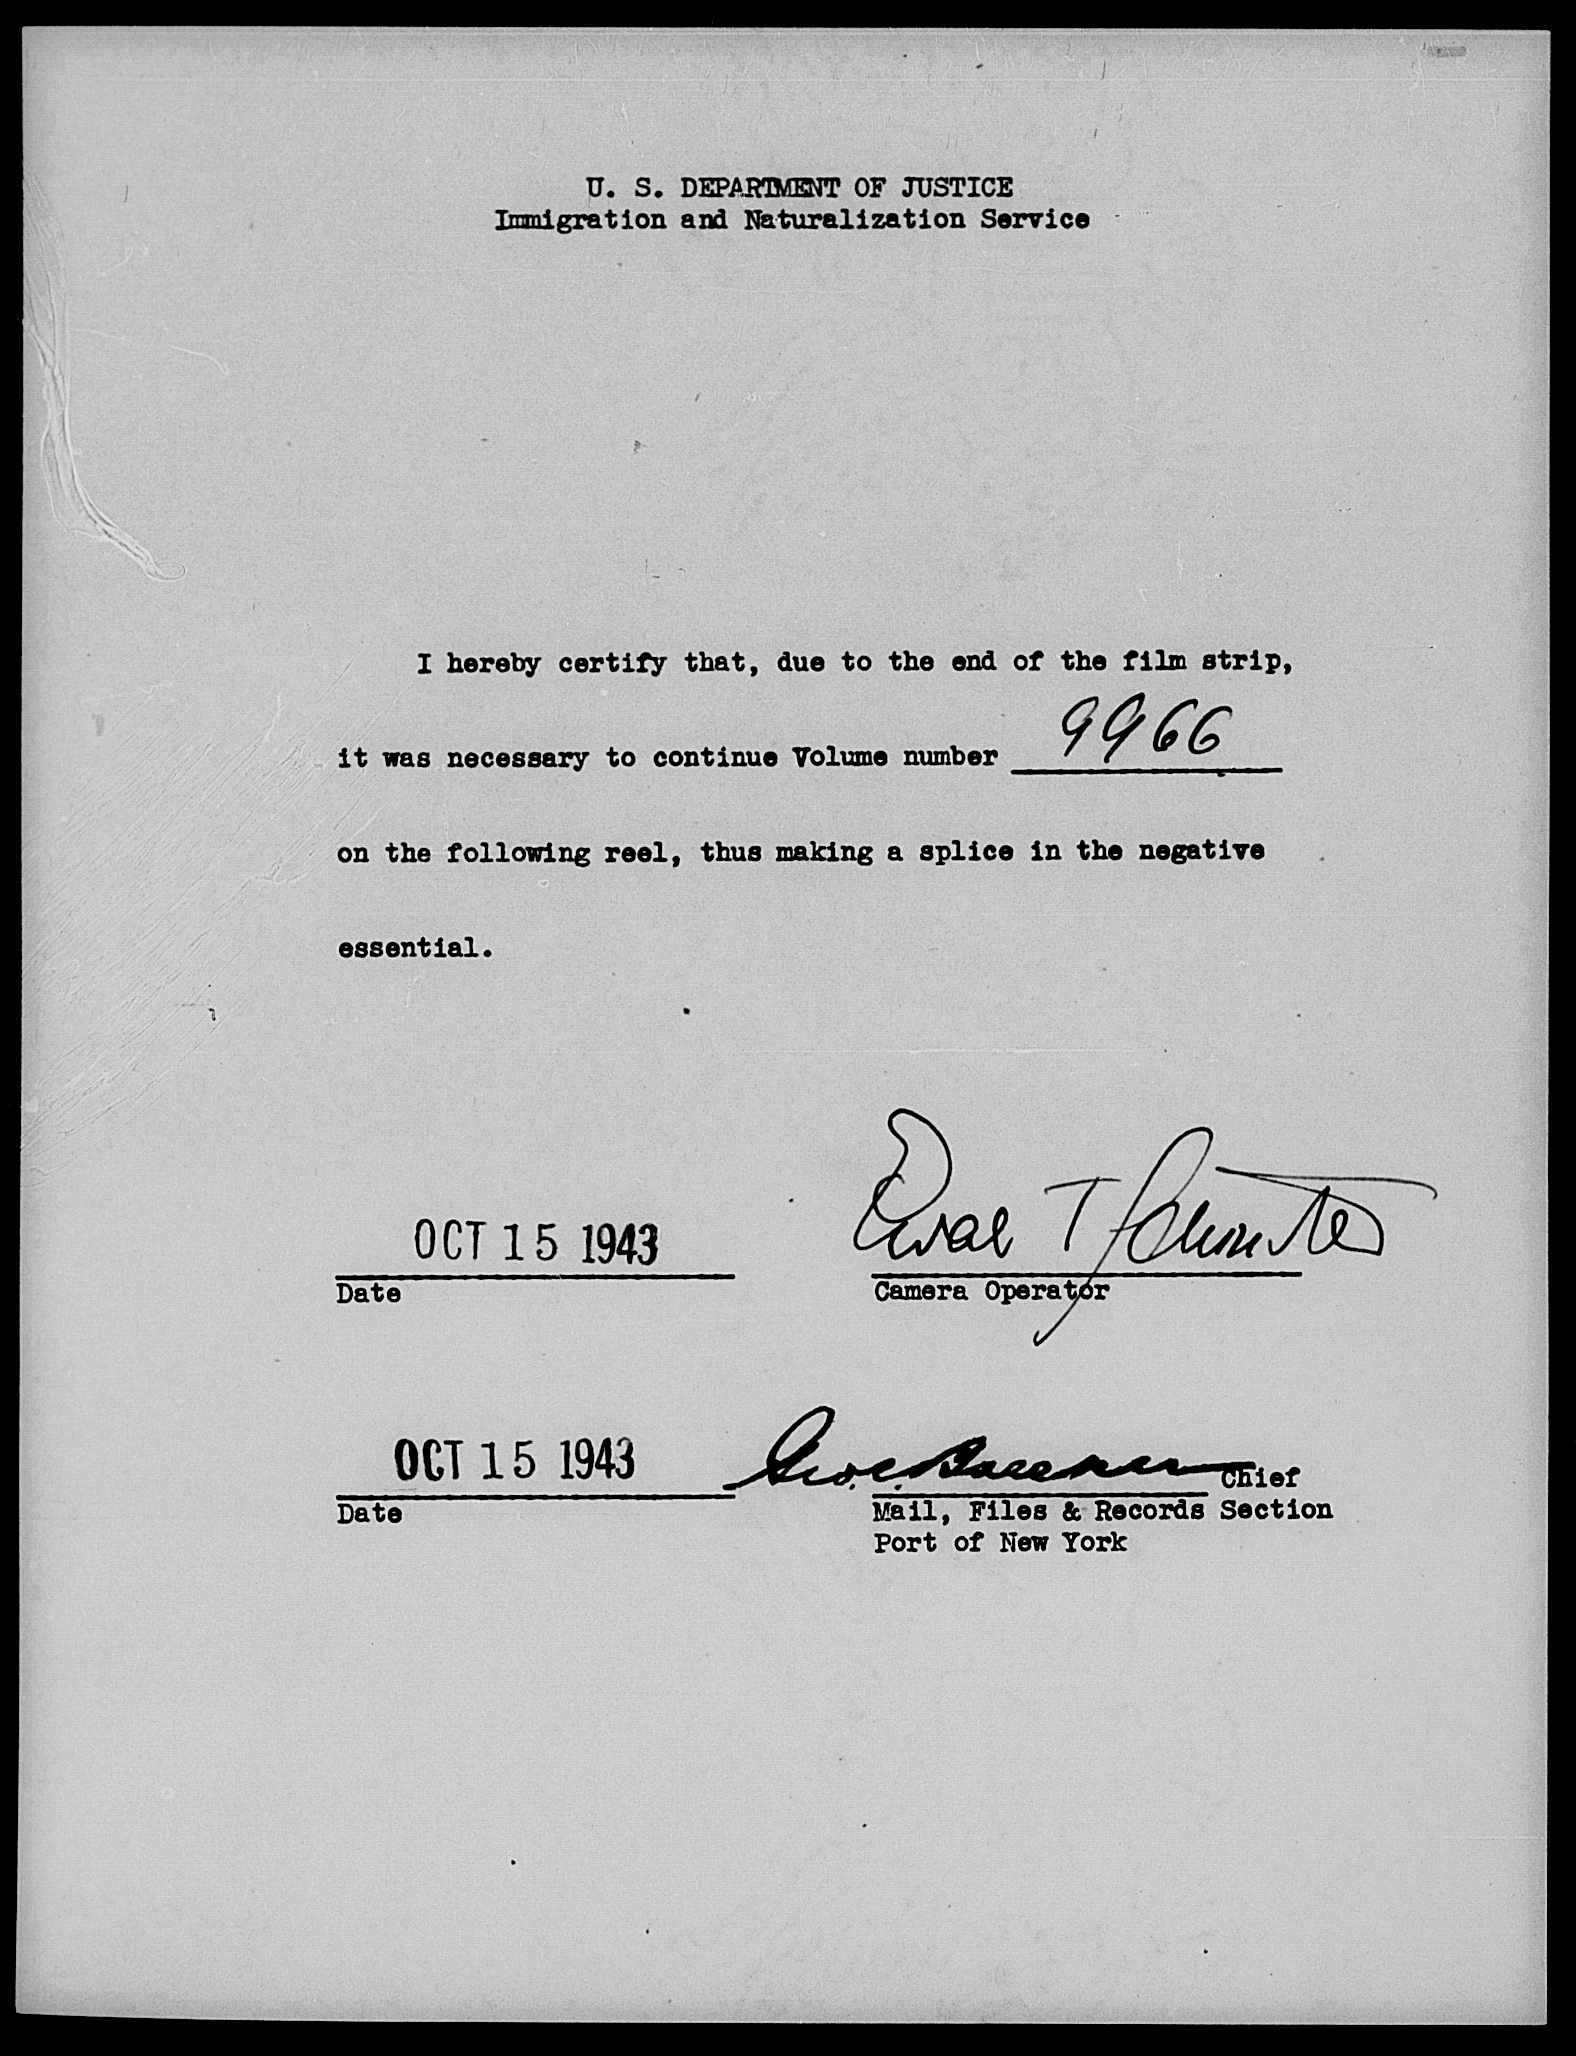 U. S. DEPARTMENT OF JUSTICE
Immigration and Naturalization Service
I hereby certify that, due to the end of the film strip,
it was necessary to continue Volume number 9966
on the following reel, thus making a splice in the negative
essential.
OCT 15 1943
Date
Camera Operator
OCT 15 1943
Chief
Date
Mail, Files & Records Section
Port of New York